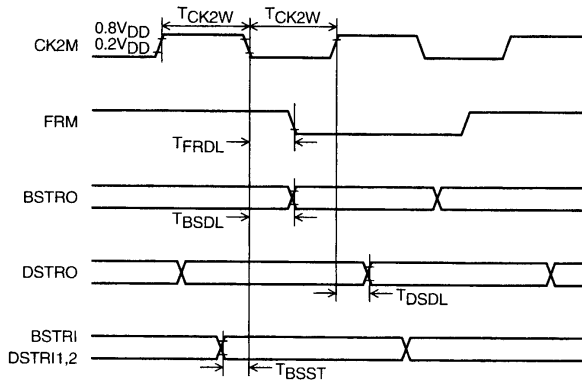 TCK2W TCK2W
0.8VDD
CK2M
0.2VDD
FRM
TFRDL
BSTRO
TBSDL
DSTRO
TDSDL
BSTRI
DSTRI1,2
TBSST